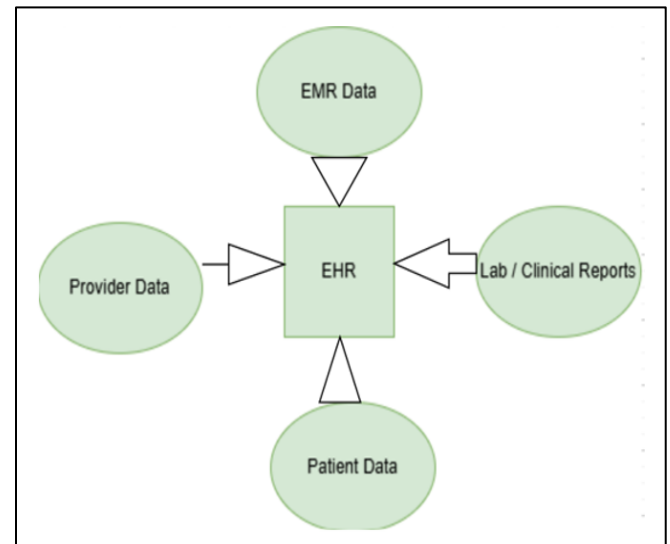 EMR Data
Provider Data
EHR
Lab / Clinical Reports
Patient Data